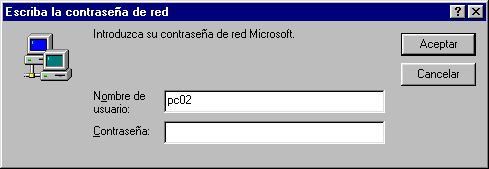 Escriba la contraseña de red
Introduzca su contraseña de red Microsoft.
Aceptar
Cancelar
Nombre de
usuario:
pc02
Contraseña: